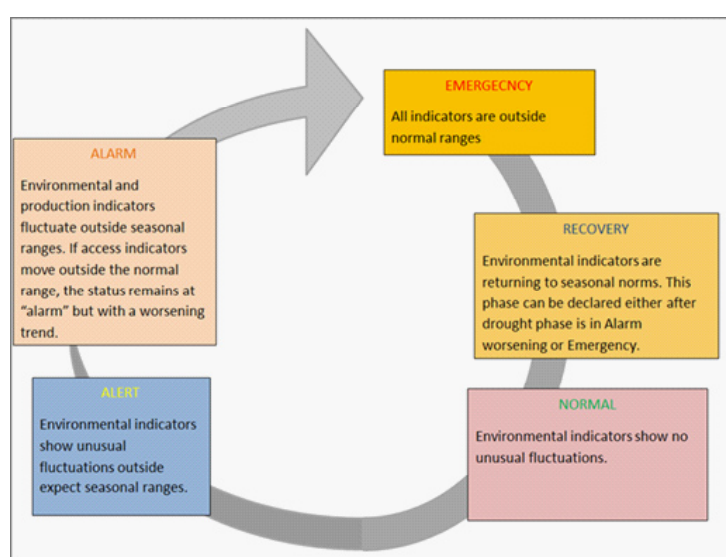 EMERGECNCY
All indicators are outside
normal ranges
ALARM
Environmental and
production indicators
fluctuate outside seasonal
ranges. If access indicators
move outside the normal
range, the status remains at
“alarm” but with a worsening
trend.
RECOVERY
Environmental indicators are
returning to seasonal norms. This
phase can be declared either after
drought phase is in Alarm
worsening or Emergency.
ALERT
Environmental indicators
show unusual
fluctuations outside
expect seasonal ranges.
NORMAL
Environmental indicators show no
unusual fluctuations.